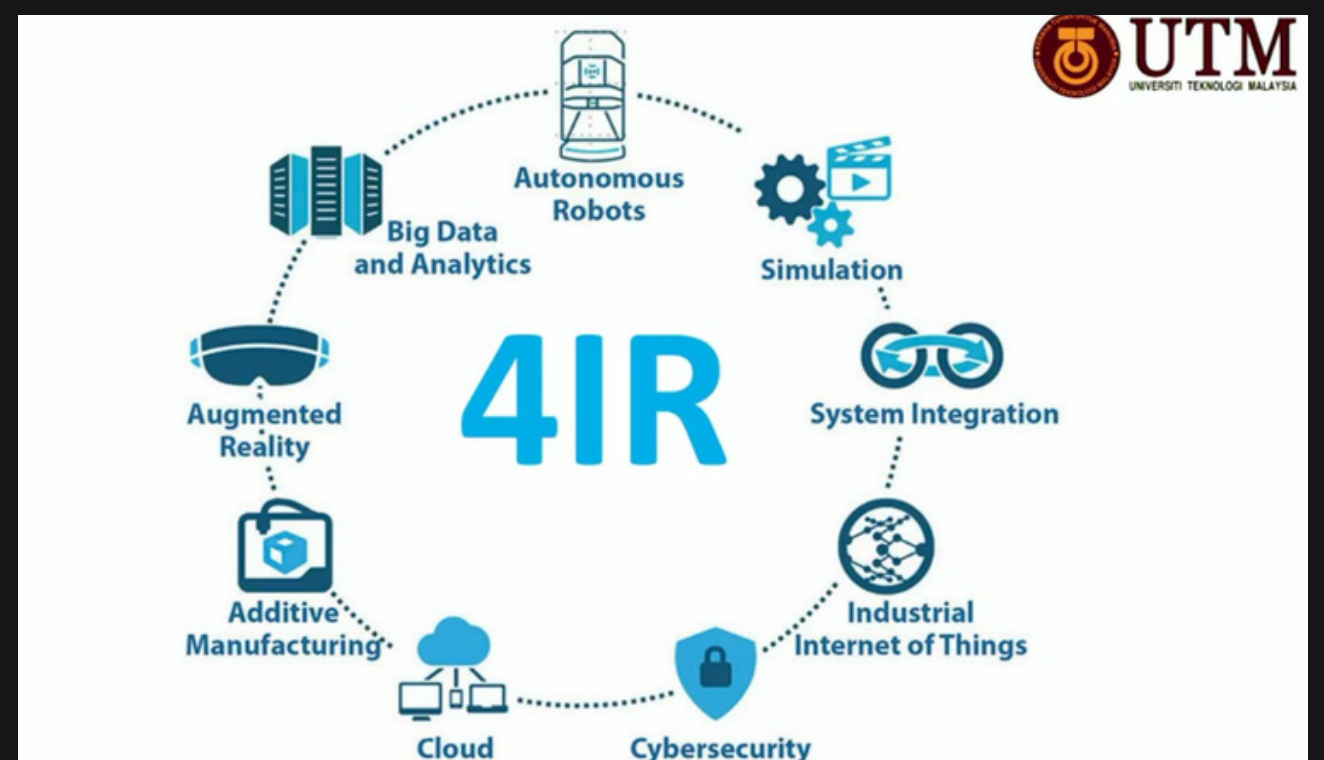 UTM
UNIVERSITI TEKNOLOGI MALAYSIA
Autonomous
Robots
Big Data
and Analytics
Simulation
4IR
Augmented
Reality
System Integration
Additive
Manufacturing
Industrial
Internet of Things
Cloud
Cybersecurity